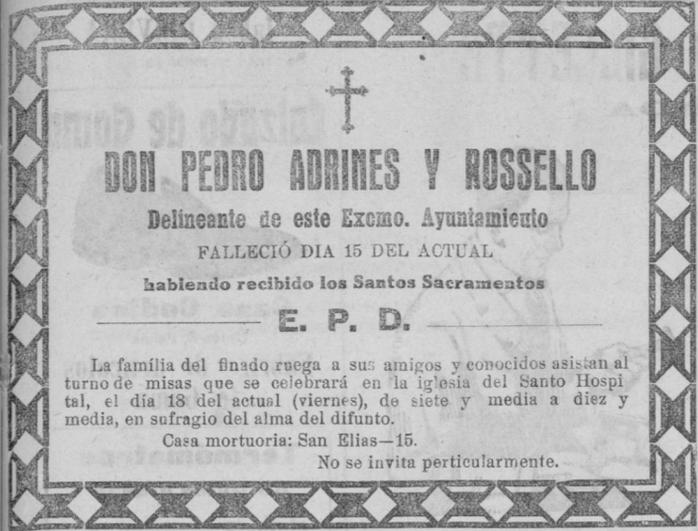 DON PEDRO ADRINES Y ROSSELLO
Delineante de este Excmo. Ayuntamiento
FALLECIÓ DIA 15 DEL ACTUAL
habiendo recibido los Santos Sacramentos
E. P. D.
La família del finado ruega a sus amigos y conocidos asistan al
turno de misas que se celebrará en la iglesia del Santo Hospi
tal, el día 18 del actual (viernes), de siete y media a diez y
media, en sufragio del alma del difunto.
Casa mortuoria: San Elias—15.
No se invita perticularmente.